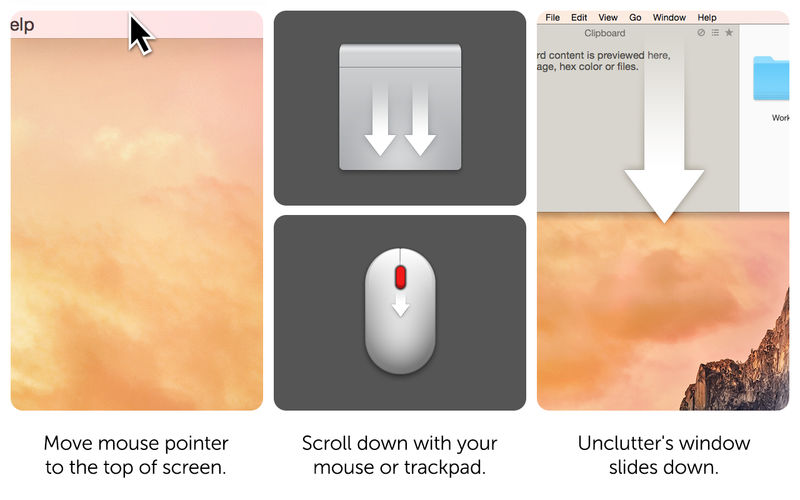 elp
Move mouse pointer
to the top of screen.
Scroll down with your
mouse or trackpad.
File Edit View Go Window Help
Clipboard
rd content is previewed here,
age, hex color or files.
Work
Unclutter's window
slides down.